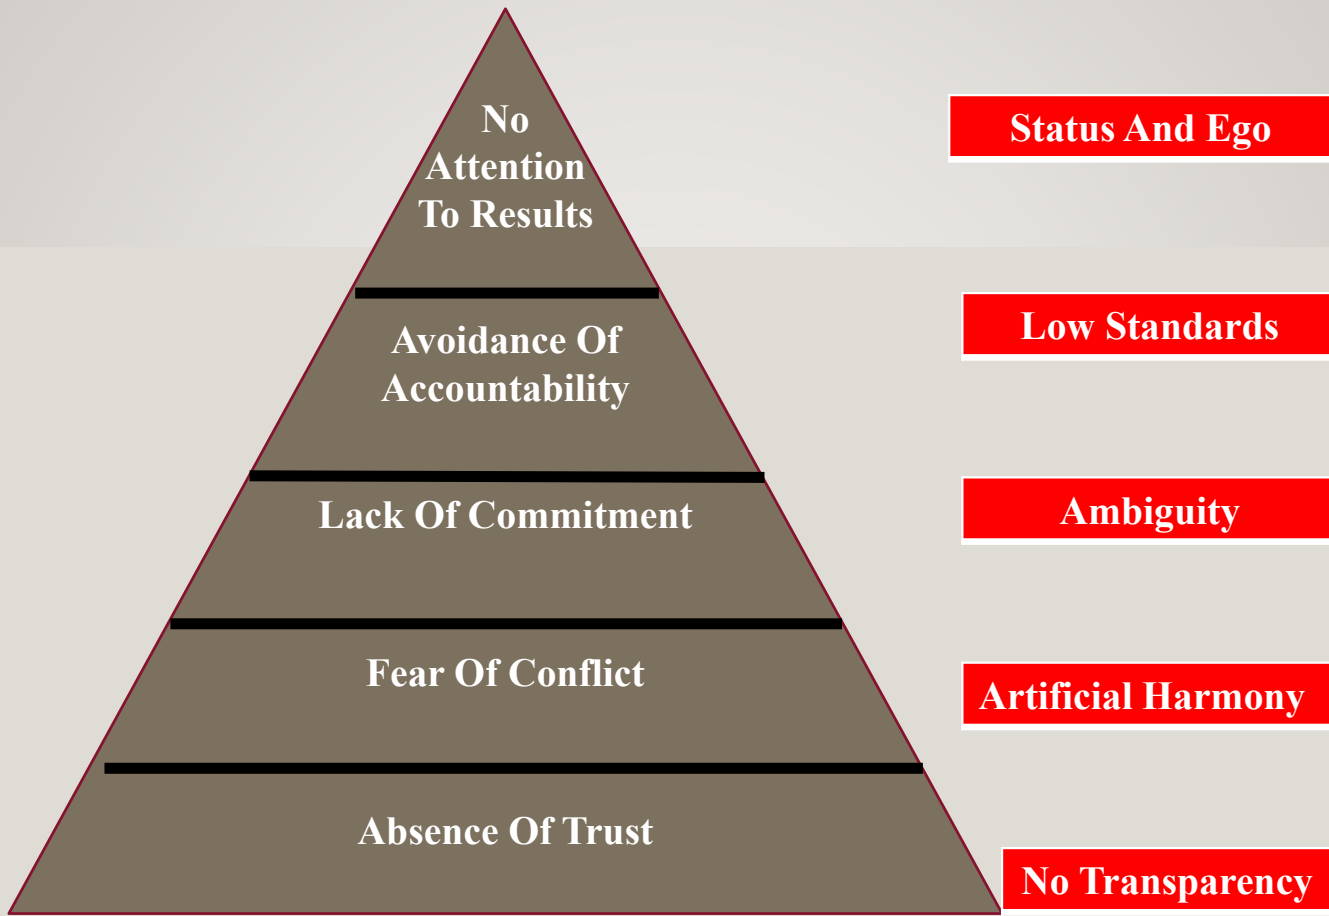 No
Attention
To Results
Status And Ego
Avoidance Of
Accountability
Low Standards
Lack Of Commitment
Ambiguity
Fear Of Conflict
Artificial Harmony
Absence Of Trust
No Transparency